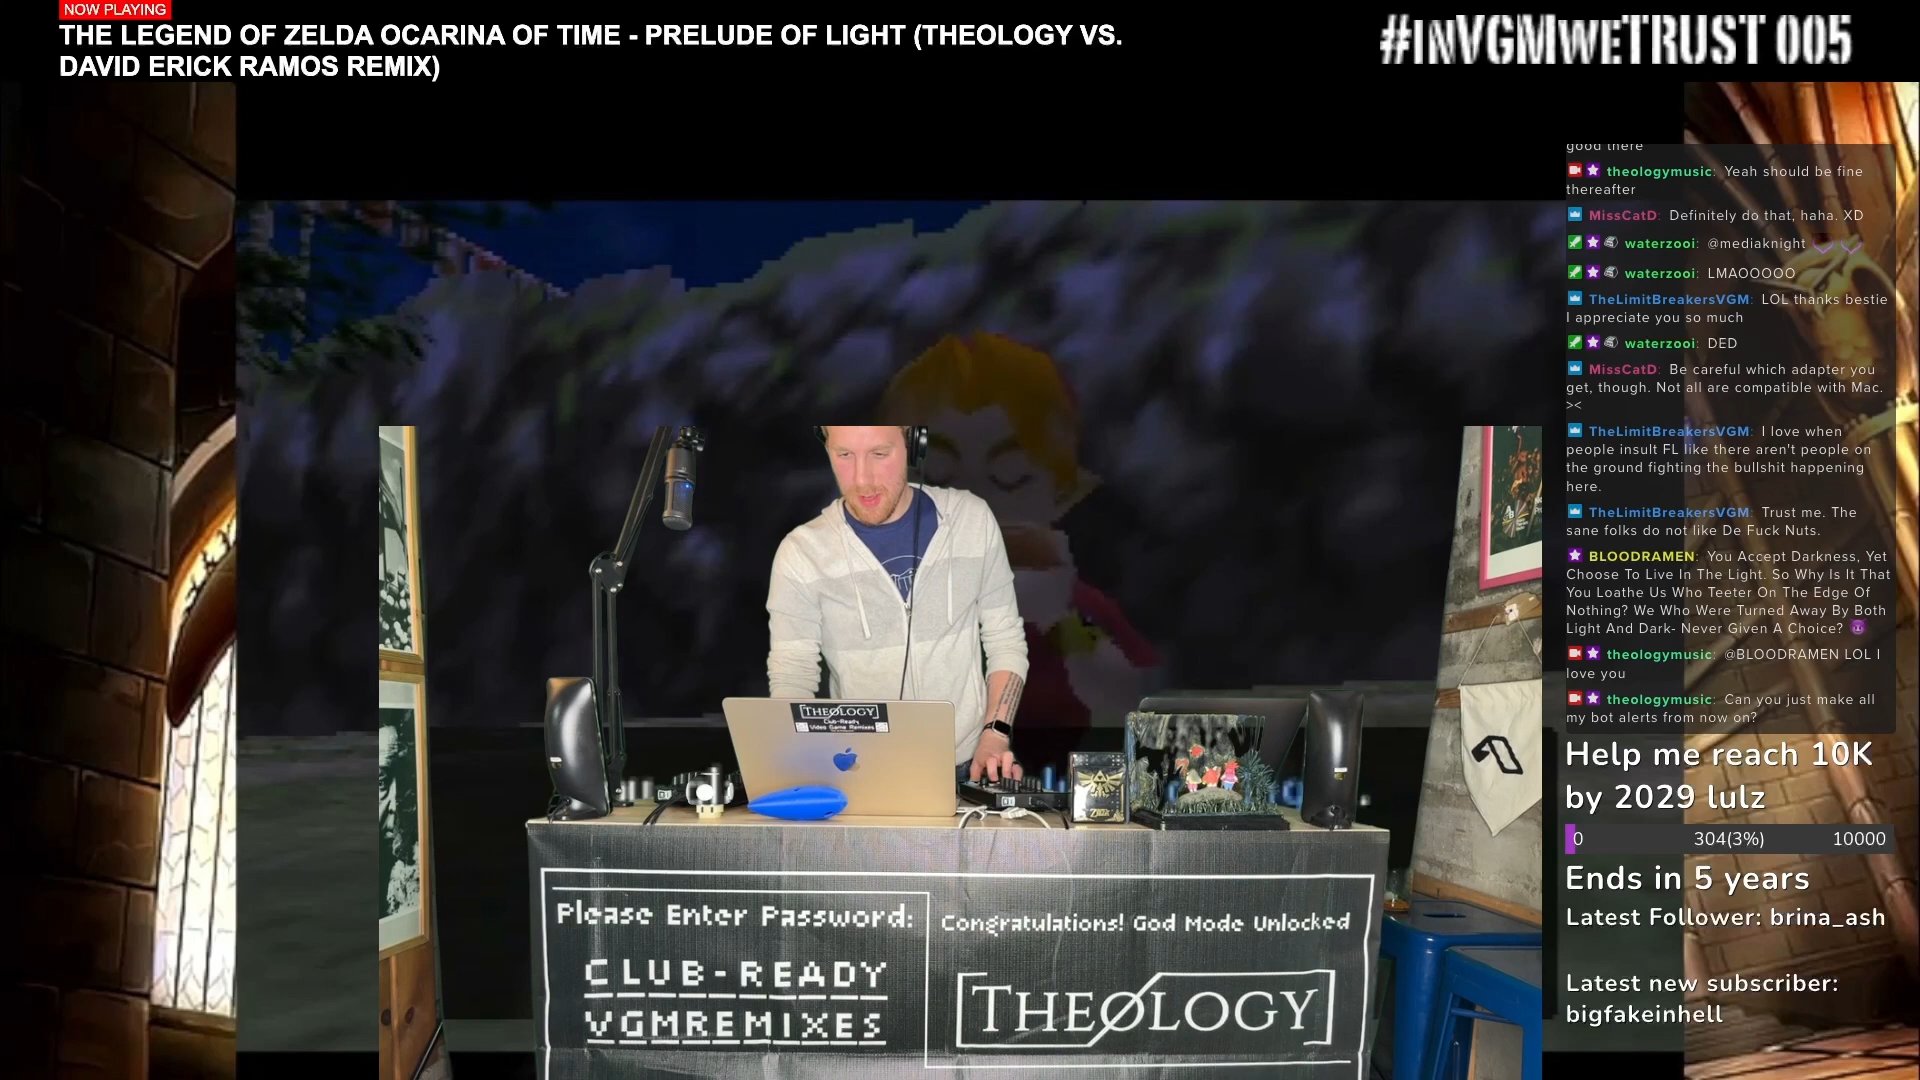 NOW PLAYING
THE LEGEND OF ZELDA OCARINA OF TIME - PRELUDE OF LIGHT (THEOLOGY VS.
DAVID ERICK RAMOS REMIX)
#INVGMWETRUST 005
good there
theologymusic: Yeah should be fine
thereafter
MissCatD: Definitely do that, haha. XD
waterzooi: @mediaknight
waterzooi: LMAOOOOO
TheLimitBreakersVGM: LOL thanks bestie
I appreciate you so much
waterzooi: DED
MissCatD: Be careful which adapter you
get, though. Not all are compatible with Mac.
><
TheLimitBreakersVGM: I love when
people insult FL like there aren't people on
the ground fighting the bullshit happening
here.
TheLimitBreakersVGM: Trust me. The
sane folks do not like De Fuck Nuts.
BLOODRAMEN: You Accept Darkness, Yet
Choose To Live In The Light. So Why Is It That
You Loathe Us Who Teeter On The Edge Of
Nothing? We Who Were Turned Away By Both
Light And Dark- Never Given A Choice?
theologymusic: @BLOODRAMEN LOL I
love you
theologymusic: Can you just make all
my bot alerts from now on?
Help me reach 10K
by 2029 lulz
0 304(3%) 10000
Ends in 5 years
Latest Follower: brina_ash
Latest new subscriber:
bigfakeinhell
THEOLOGY
Club-Ready
Video Game Remixes
ZELDA
Please Enter Password:
CLUB-READY
VGMREMIXES
Congratulations! God Mode Unlocked
THEØLOGY